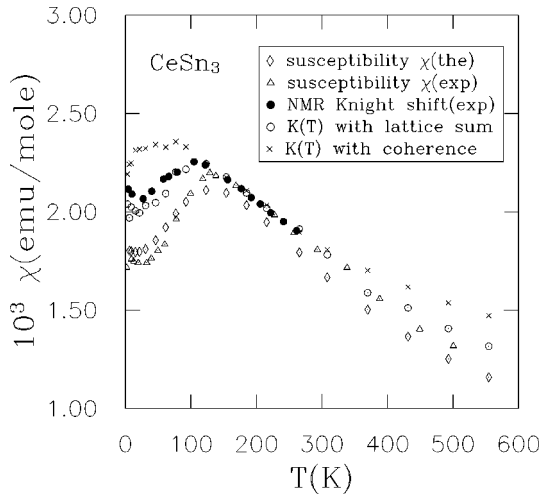 3.00
CeSn₃
◊ susceptibility χ(the)
△ susceptibility χ(exp)
● NMR Knight shift(exp)
○ K(T) with lattice sum
× K(T) with coherence
2.50
2.00
1.50
1.00
10³ χ(emu/mole)
0 100 200 300 400 500 600
T(K)